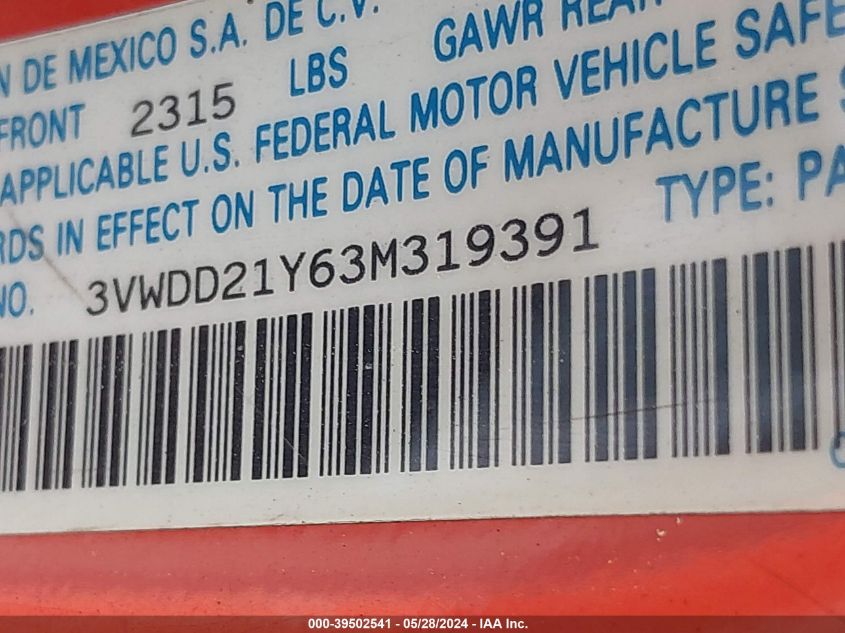 DE MEXICO S.A. DE C.V.
FRONT 2315 LBS GAWR REAR
APPLICABLE U.S. FEDERAL MOTOR VEHICLE SAFE
RDS IN EFFECT ON THE DATE OF MANUFACTURE S
NO. 3VWDD21Y63M319391 TYPE: PA
000-39502541 / 05/28/2024 - IAA Inc.